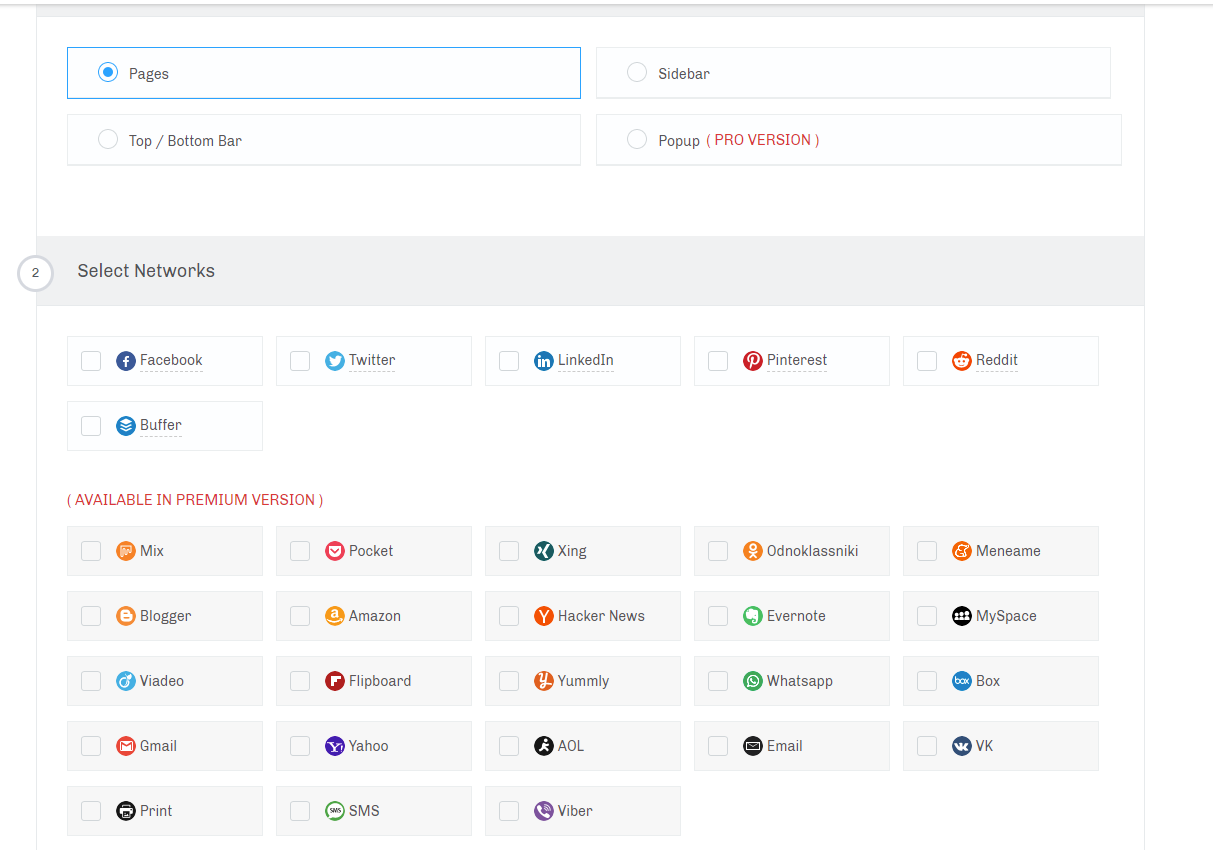 Pages
Sidebar
Top / Bottom Bar
Popup ( PRO VERSION )
2
Select Networks
Facebook
Twitter
LinkedIn
Pinterest
Reddit
Buffer
( AVAILABLE IN PREMIUM VERSION )
Mix
Pocket
Xing
Odnoklassniki
Meneame
Blogger
Amazon
Hacker News
Evernote
MySpace
Viadeo
Flipboard
Yummly
Whatsapp
box Box
Gmail
Yahoo
AOL
Email
VK
Print
SMS SMS
Viber